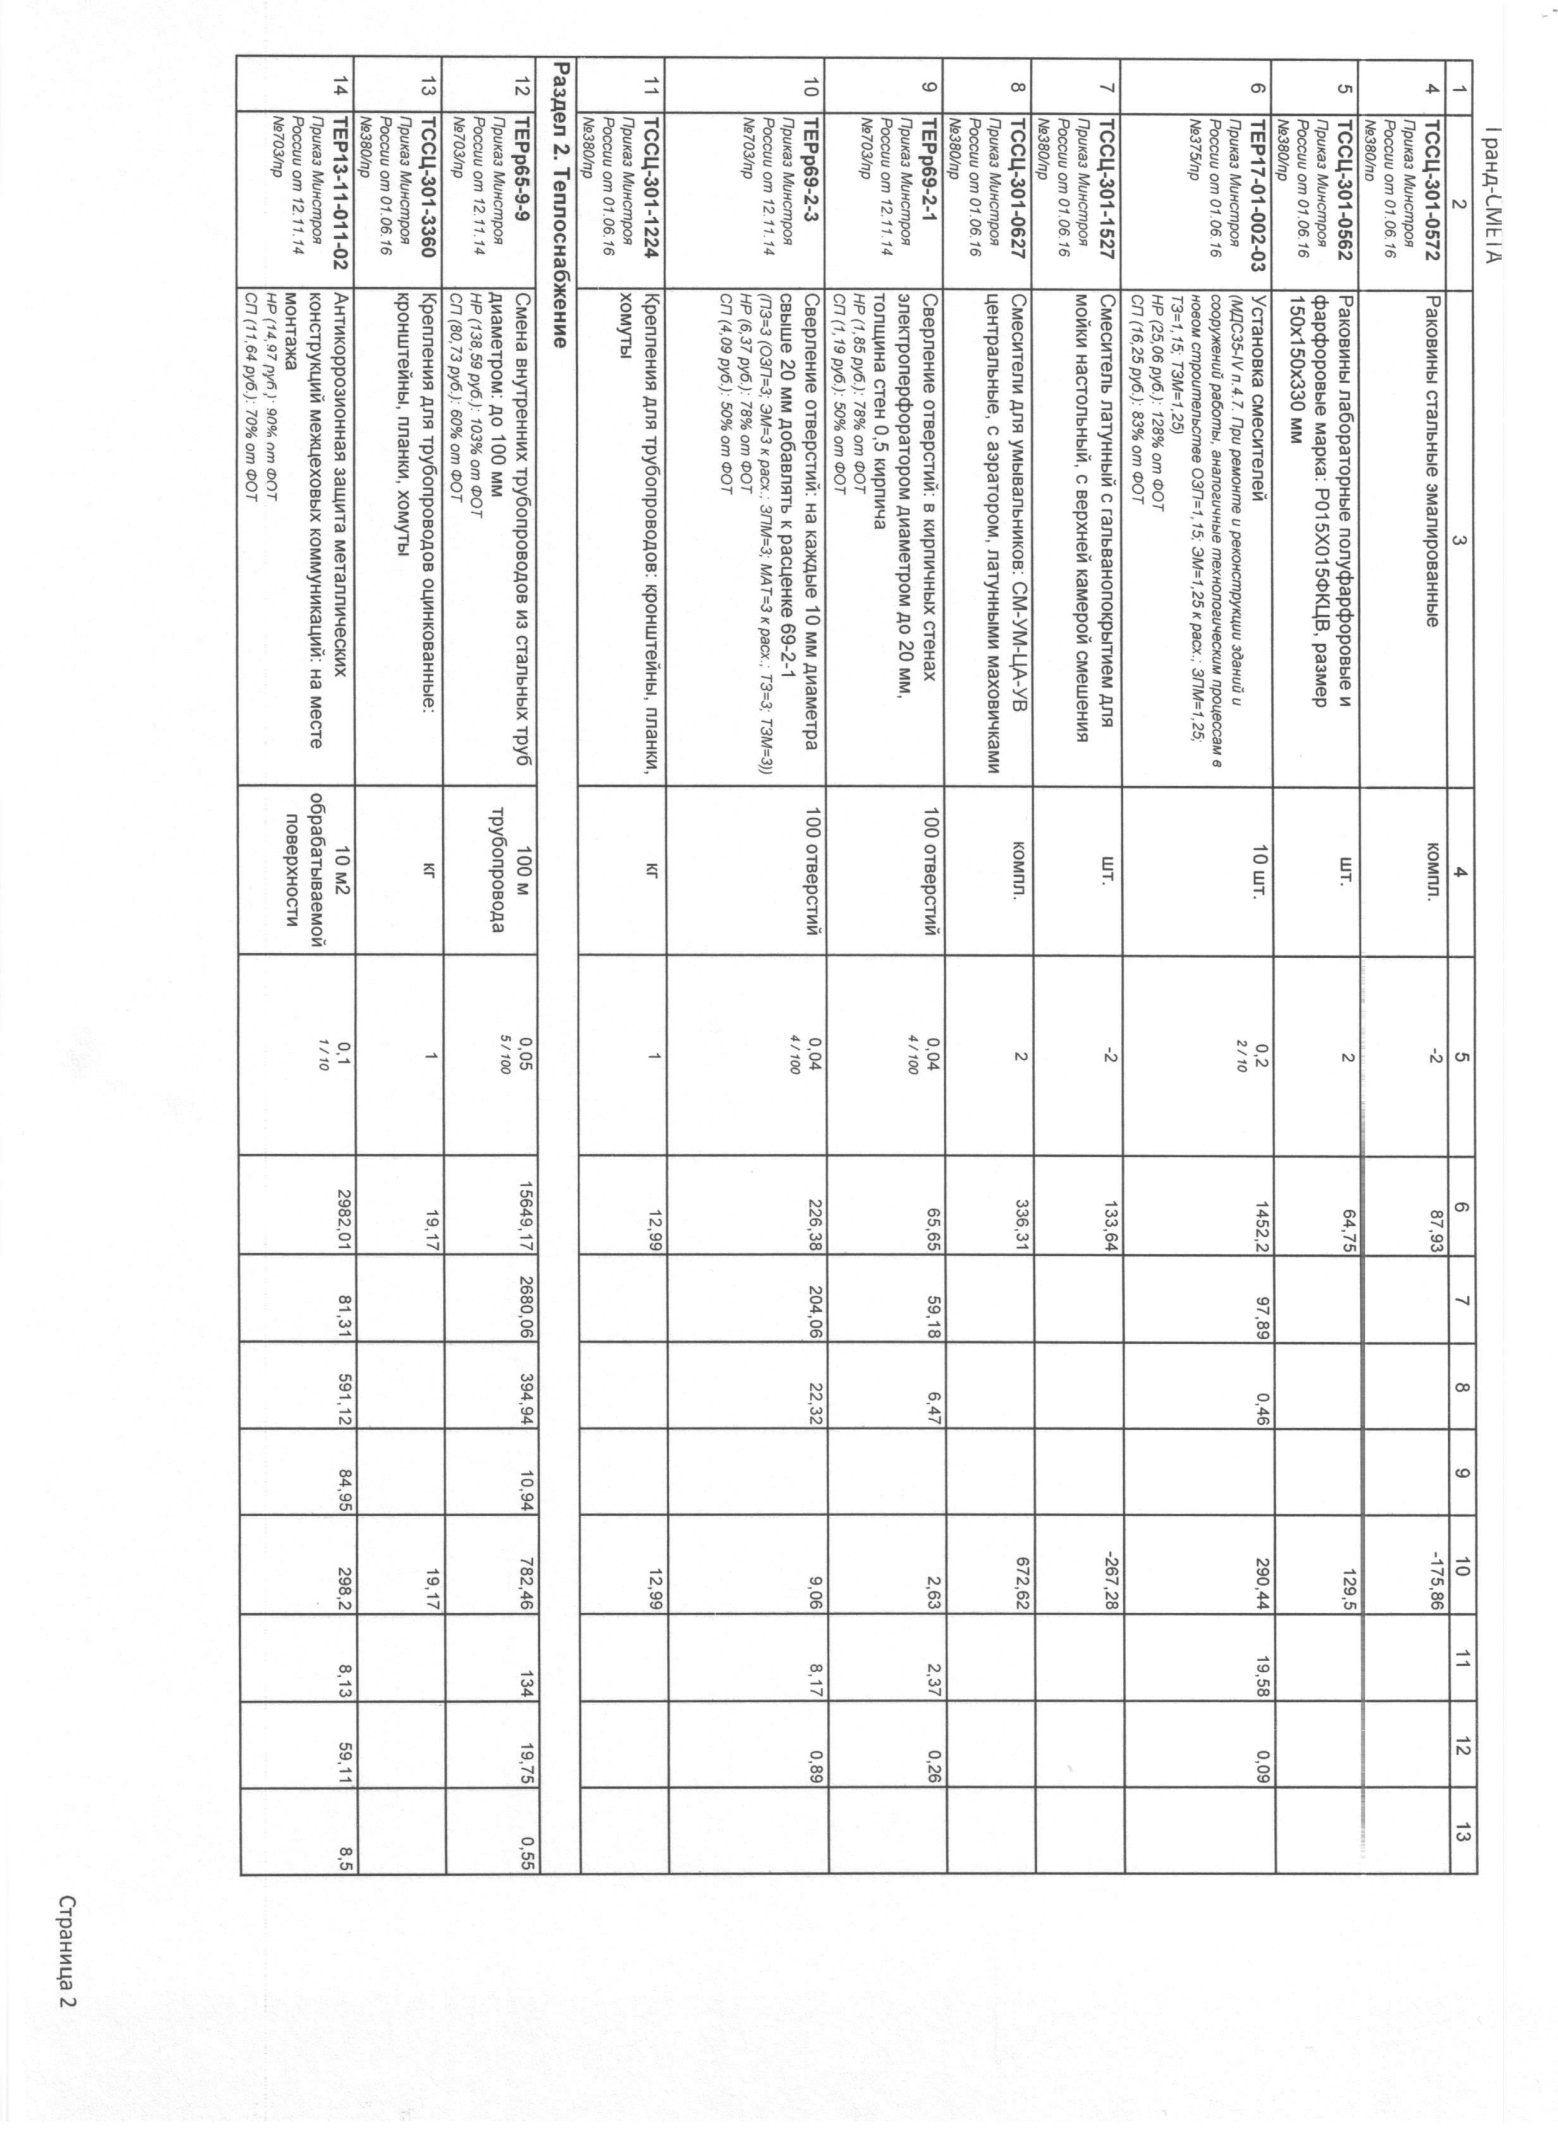 Гранд-СМЕТА
1 2 3 4 5 6 7 8 9 10 11 12 13
4 ТССЦ-301-0572 Раковины стальные эмалированные компл. -2 87,93 -175,86
Приказ Минстроя
России от 01.06.16
№380/пр
5 ТССЦ-301-0562 Раковины лабораторные полуфарфоровые и шт. 2 64,75 129,5
Приказ Минстроя фарфоровые марка: Р015Х015ФКЦВ, размер
России от 01.06.16 150х150х330 мм
№380/пр
6 ТЕР17-01-002-03 Установка смесителей 10 шт. 0,2 1452,2 97,89 0,46 290,44 19,58 0,09
Приказ Минстроя (МДС35-IV п.4.7. При ремонте и реконструкции зданий и 2 / 10
России от 01.06.16 сооружений работы, аналогичные технологическим процессам в
№375/пр новом строительстве ОЗП=1,15; ЭМ=1,25 к расх.; ЗПМ=1,25;
ТЗ=1,15; ТЗМ=1,25)
НР (25,06 руб.): 128% от ФОТ
СП (16,25 руб.): 83% от ФОТ
7 ТССЦ-301-1527 Смеситель латунный с гальванопокрытием для шт. -2 133,64 -267,28
Приказ Минстроя мойки настольный, с верхней камерой смешения
России от 01.06.16
№380/пр
8 ТССЦ-301-0627 Смесители для умывальников: СМ-УМ-ЦА-УВ компл. 2 336,31 672,62
Приказ Минстроя центральные, с аэратором, латунными маховичками
России от 01.06.16
№380/пр
9 ТЕРр69-2-1 Сверление отверстий: в кирпичных стенах 100 отверстий 0,04 65,65 59,18 6,47 2,63 2,37 0,26
Приказ Минстроя электроперфоратором диаметром до 20 мм, 4 / 100
России от 12.11.14 толщина стен 0,5 кирпича
№703/пр НР (1,85 руб.): 78% от ФОТ
СП (1,19 руб.): 50% от ФОТ
10 ТЕРр69-2-3 Сверление отверстий: на каждые 10 мм диаметра 100 отверстий 0,04 226,38 204,06 22,32 9,06 8,17 0,89
Приказ Минстроя свыше 20 мм добавлять к расценке 69-2-1 4 / 100
России от 12.11.14 (ПЗ=3 (ОЗП=3; ЭМ=3 к расх.; ЗПМ=3; МАТ=3 к расх.; ТЗ=3; ТЗМ=3))
№703/пр НР (6,37 руб.): 78% от ФОТ
СП (4,09 руб.): 50% от ФОТ
11 ТССЦ-301-1224 Крепления для трубопроводов: кронштейны, планки, кг 1 12,99 12,99
Приказ Минстроя хомуты
России от 01.06.16
№380/пр
Раздел 2. Теплоснабжение
12 ТЕРр65-9-9 Смена внутренних трубопроводов из стальных труб 100 м 0,05 15649,17 2680,06 394,94 10,94 782,46 134 19,75 0,55
Приказ Минстроя диаметром: до 100 мм трубопровода 5 / 100
России от 12.11.14 НР (138,59 руб.): 103% от ФОТ
№703/пр СП (80,73 руб.): 60% от ФОТ
13 ТССЦ-301-3360 Крепления для трубопроводов оцинкованные: кг 1 19,17 19,17
Приказ Минстроя кронштейны, планки, хомуты
России от 01.06.16
№380/пр
14 ТЕР13-11-011-02 Антикоррозионная защита металлических 10 м2 0,1 2982,01 81,31 591,12 84,95 298,2 8,13 59,11 8,5
Приказ Минстроя конструкций межцеховых коммуникаций: на месте обрабатываемой 1 / 10
России от 12.11.14 монтажа поверхности
№703/пр НР (14,97 руб.): 90% от ФОТ
СП (11,64 руб.): 70% от ФОТ
Страница 2